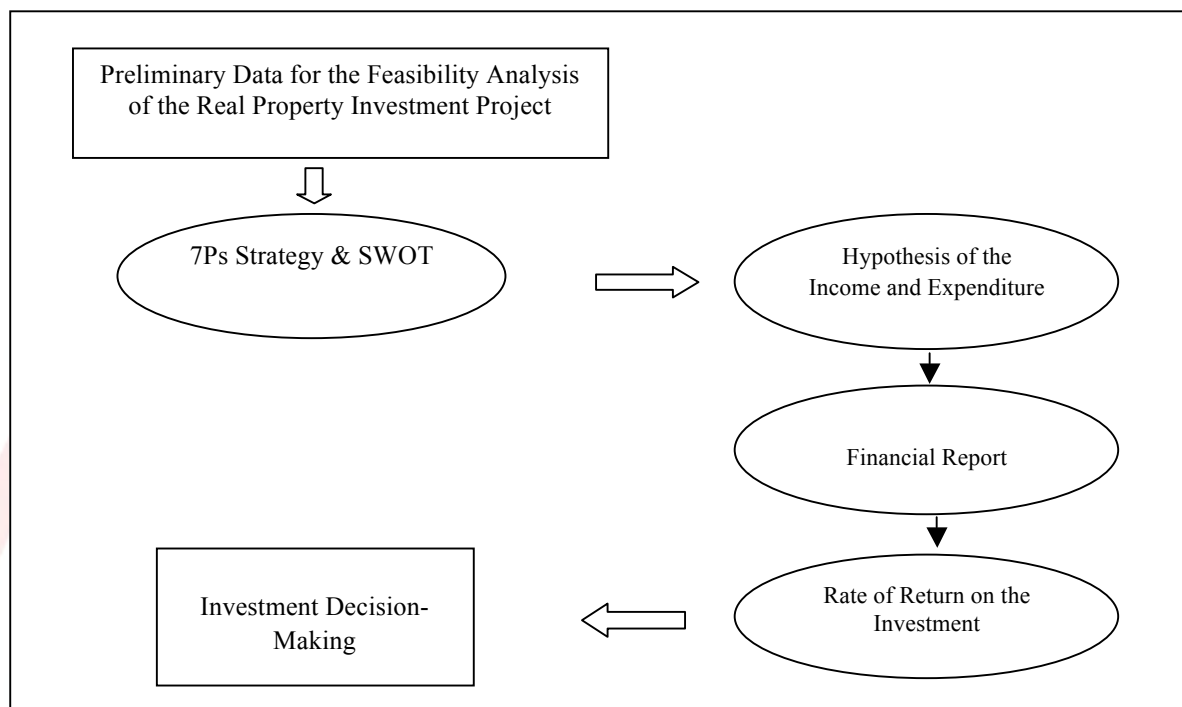 Preliminary Data for the Feasibility Analysis
of the Real Property Investment Project
7Ps Strategy & SWOT
Hypothesis of the
Income and Expenditure
Financial Report
Rate of Return on the
Investment
Investment Decision-
Making